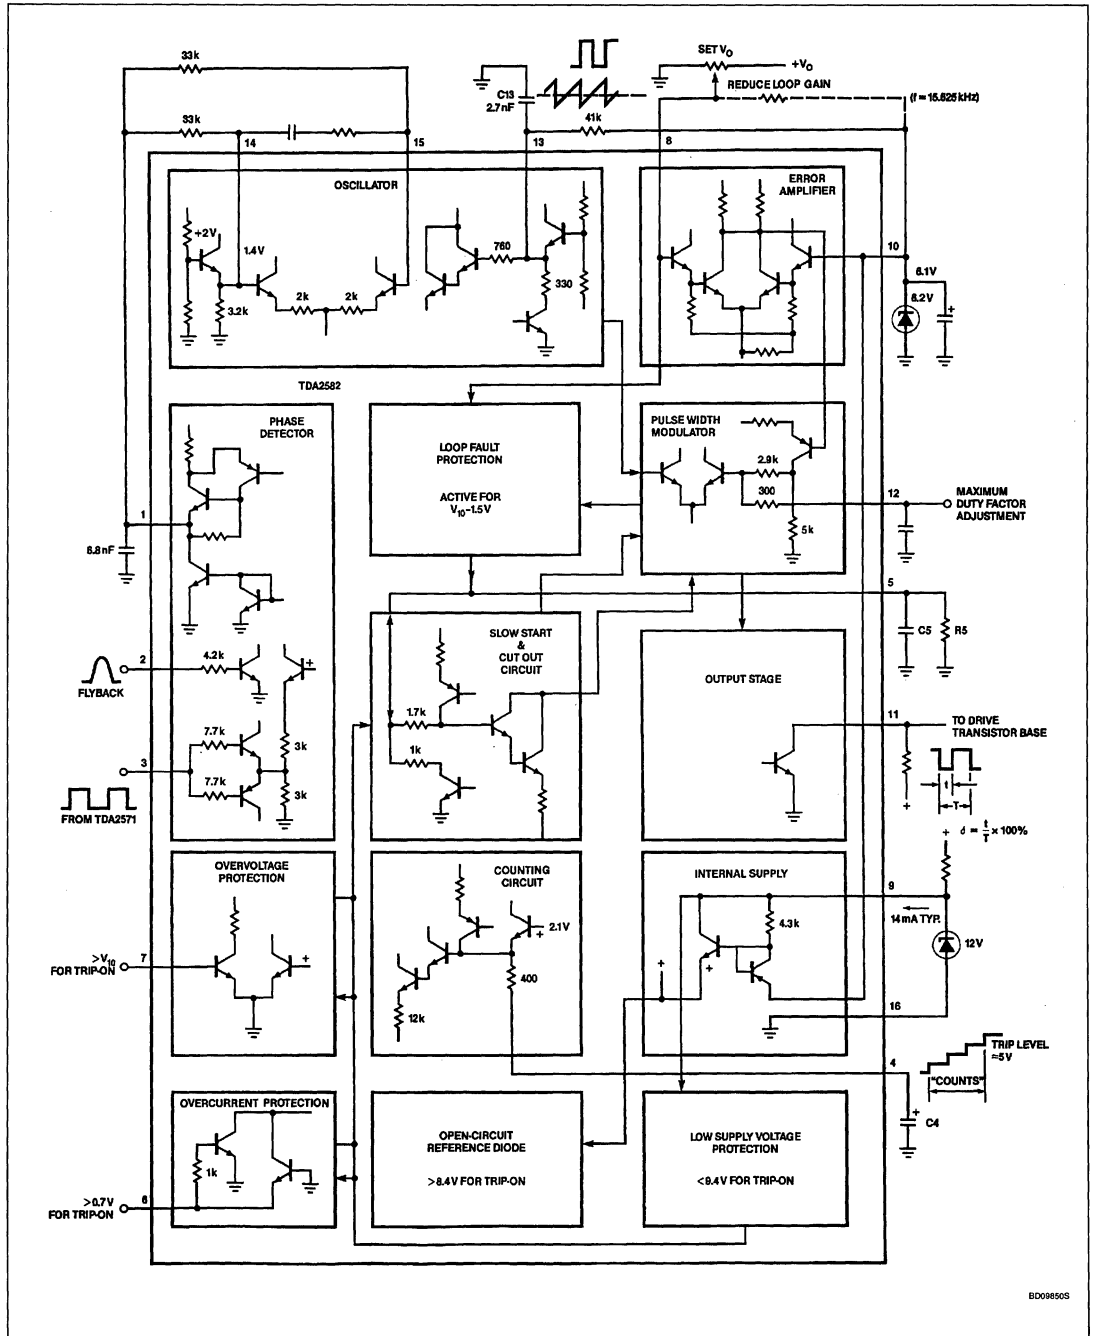 33k
SET VO
+VO
C13
2.7nF
REDUCE LOOP GAIN
(f = 15.625kHz)
33k
41k
14
15
13
8
OSCILLATOR
ERROR
AMPLIFIER
+2V
1.4V
760
10
330
2k
2k
3.2k
6.1V
6.2V
+
TDA2582
PHASE
DETECTOR
LOOP FAULT
PROTECTION
ACTIVE FOR
V10-1.5V
PULSE WIDTH
MODULATOR
2.9k
300
5k
12
MAXIMUM
DUTY FACTOR
ADJUSTMENT
1
6.8nF
5
C5
R5
SLOW START
&
CUT OUT
CIRCUIT
1.7k
1k
OUTPUT STAGE
2
FLYBACK
4.2k
+
11
TO DRIVE
TRANSISTOR BASE
7.7k
3k
3
7.7k
3k
FROM TDA2571
+
t
T
d = t/T × 100%
OVERVOLTAGE
PROTECTION
COUNTING
CIRCUIT
INTERNAL SUPPLY
+
9
14mA TYP.
4.3k
12V
2.1V
+
>V10
FOR TRIP-ON
7
+
400
+
+
12k
16
TRIP LEVEL
≈5V
"COUNTS"
4
+
C4
OVERCURRENT PROTECTION
1k
OPEN-CIRCUIT
REFERENCE DIODE
>8.4V FOR TRIP-ON
LOW SUPPLY VOLTAGE
PROTECTION
<9.4V FOR TRIP-ON
>0.7V
FOR TRIP-ON
6
BD09850S